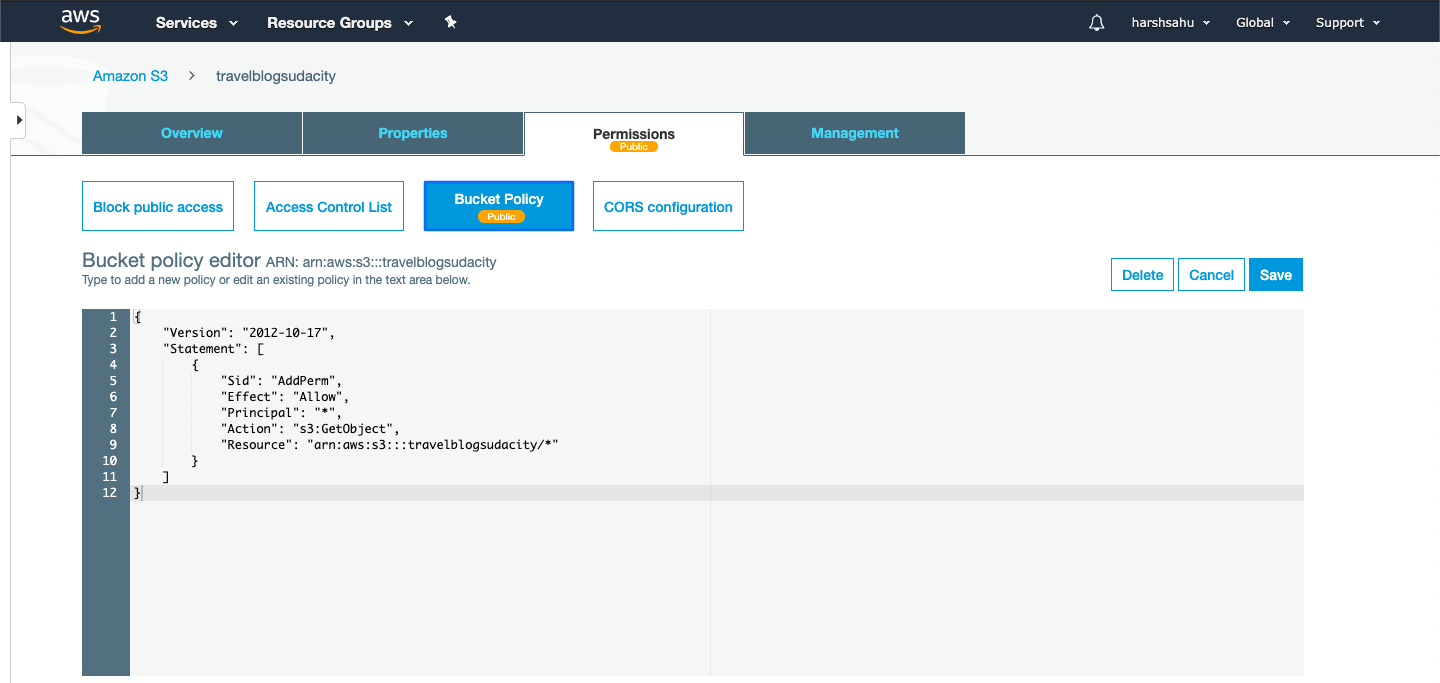 aws Services Resource Groups harshsahu Global Support
Amazon S3 > travelblogsudacity
Overview Properties Permissions Management
Public
Block public access Access Control List Bucket Policy CORS configuration
Public
Bucket policy editor ARN: arn:aws:s3:::travelblogsudacity
Type to add a new policy or edit an existing policy in the text area below.
Delete Cancel Save
1 {
2 "Version": "2012-10-17",
3 "Statement": [
4 {
5 "Sid": "AddPerm",
6 "Effect": "Allow",
7 "Principal": "*",
8 "Action": "s3:GetObject",
9 "Resource": "arn:aws:s3:::travelblogsudacity/*"
10 }
11 ]
12 }